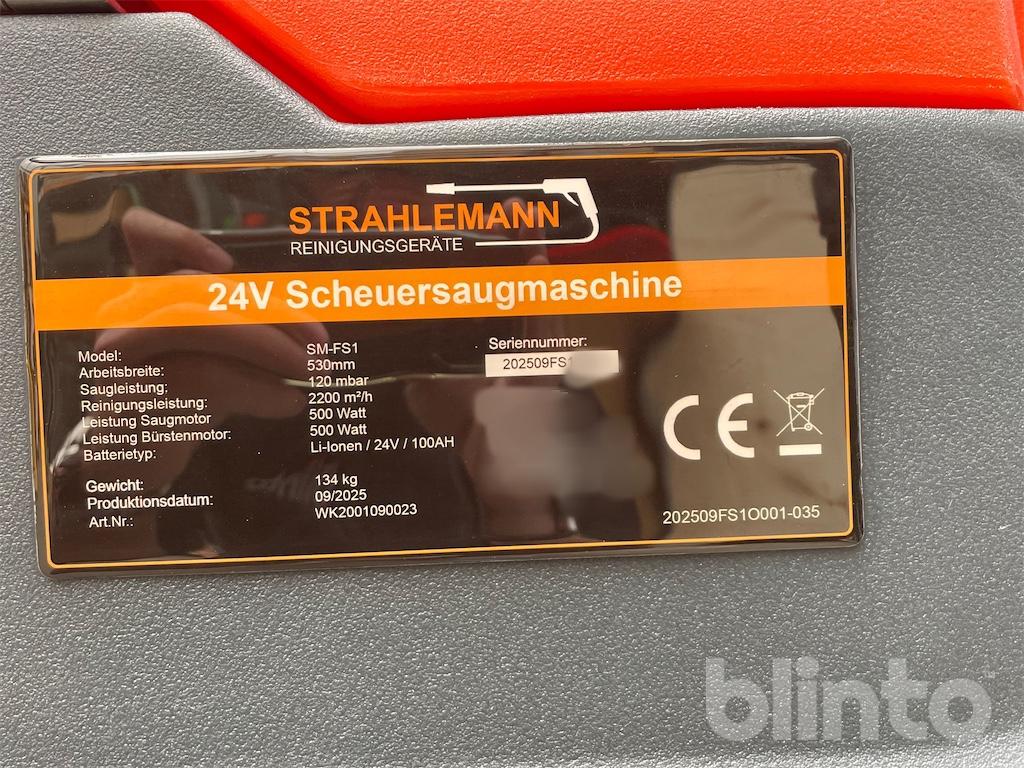 STRAHLEMANN
REINIGUNGSGERÄTE
24V Scheuersaugmaschine
Model: SM-FS1
Arbeitsbreite: 530mm
Saugleistung: 120 mbar
Reinigungsleistung: 2200 m²/h
Leistung Saugmotor 500 Watt
Leistung Bürstenmotor: 500 Watt
Batterietyp: Li-Ionen / 24V / 100AH
Gewicht: 134 kg
Produktionsdatum: 09/2025
Art.Nr.: WK2001090023
Seriennummer:
202509FS1
CE
202509FS1O001-035
blinto